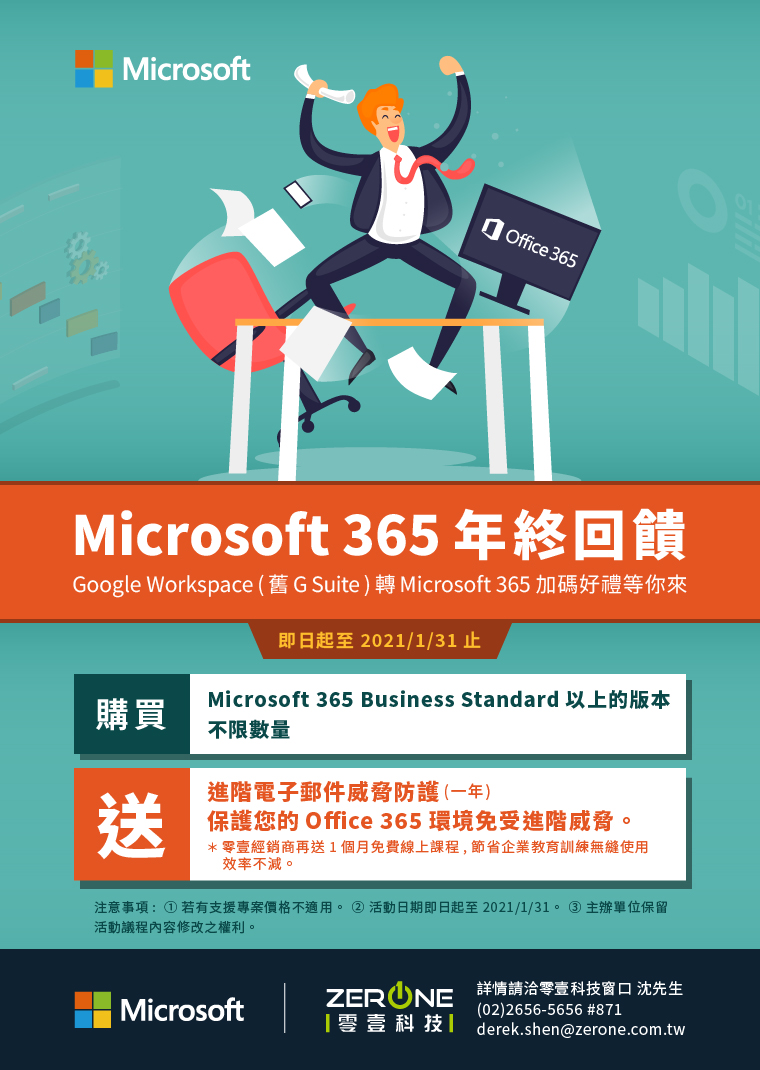 Microsoft
Office 365
01
Microsoft 365 年終回饋
Google Workspace ( 舊 G Suite ) 轉 Microsoft 365 加碼好禮等你來
即日起至 2021/1/31 止
購買
Microsoft 365 Business Standard 以上的版本
不限數量
送
進階電子郵件威脅防護 (一年)
保護您的 Office 365 環境免受進階威脅。
＊零壹經銷商再送 1 個月免費線上課程 , 節省企業教育訓練無縫使用
效率不減。
注意事項 : ① 若有支援專案價格不適用。 ② 活動日期即日起至 2021/1/31。 ③ 主辦單位保留
活動議程內容修改之權利。
Microsoft
ZERONE
零壹科技
詳情請洽零壹科技窗口 沈先生
(02)2656-5656 #871
derek.shen@zerone.com.tw